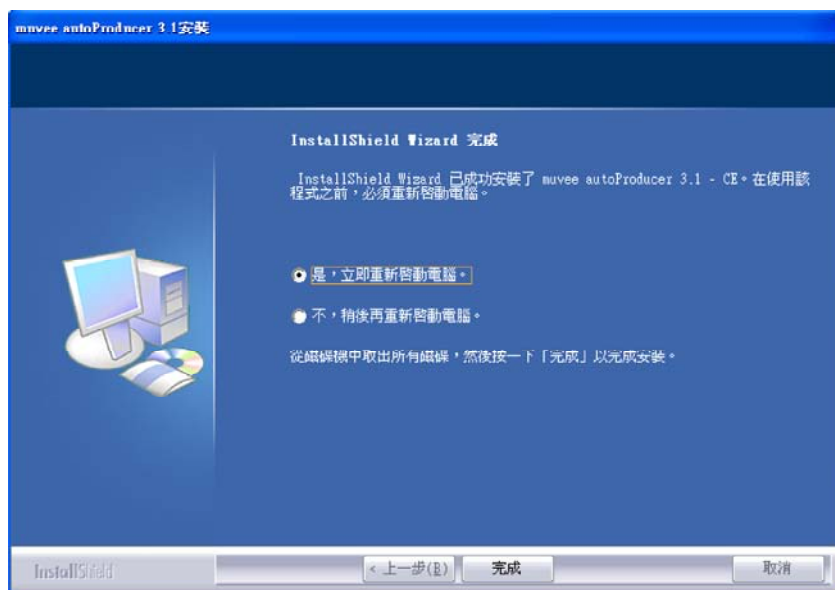 muvee autoProducer 3.1安裝
InstallShield Wizard 完成
InstallShield Wizard 已成功安裝了 muvee autoProducer 3.1 - CE。在使用該
程式之前，必須重新啓動電腦。
是，立即重新啓動電腦。
不，稍後再重新啓動電腦。
從磁碟機中取出所有磁碟，然後按一下「完成」以完成安裝。
InstallShield
< 上一步(B)
完成
取消